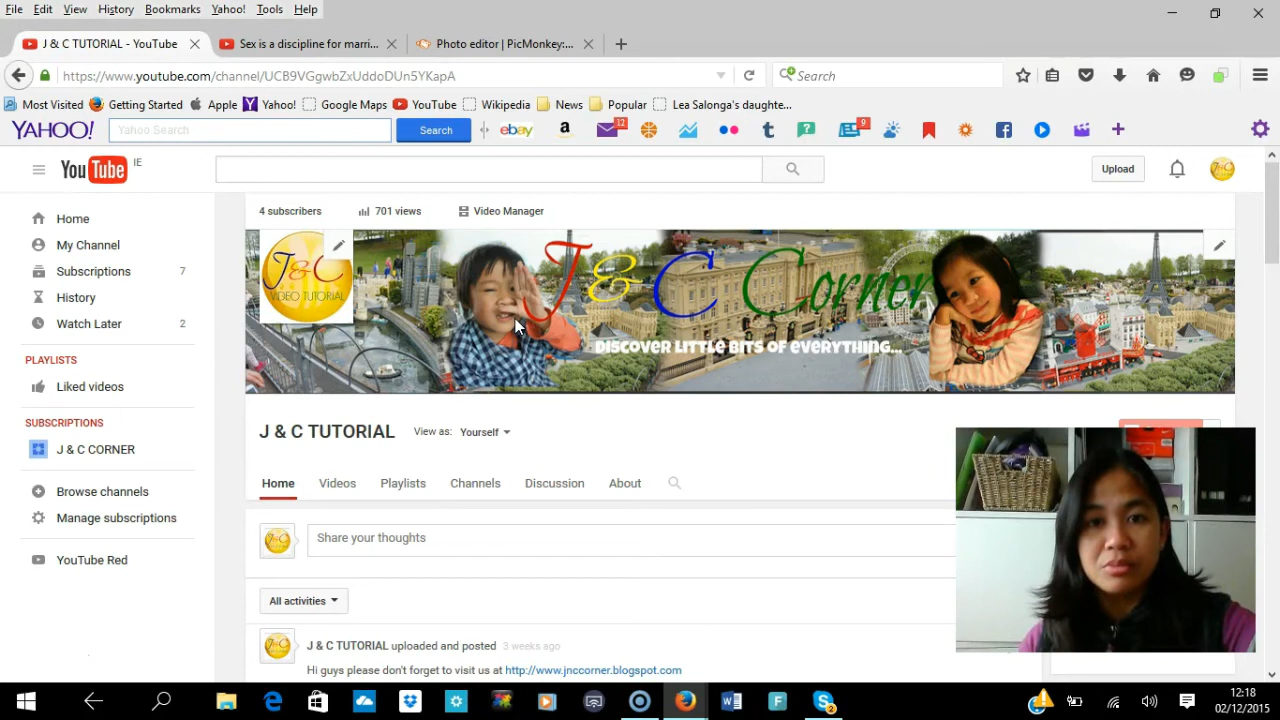 File Edit View History Bookmarks Yahoo! Tools Help
J & C TUTORIAL - YouTube
Sex is a discipline for marri...
Photo editor | PicMonkey:...
https://www.youtube.com/channel/UCB9VGgwbZxUddoDUn5YKapA
Search
Most Visited Getting Started Apple Yahoo! Google Maps YouTube Wikipedia News Popular Lea Salonga's daughte...
YAHOO! Yahoo Search Search ebay a 12 9
YouTube IE
Upload
4 subscribers 701 views Video Manager
Home
My Channel
Subscriptions 7
History
Watch Later 2
PLAYLISTS
Liked videos
SUBSCRIPTIONS
J & C CORNER
Browse channels
Manage subscriptions
YouTube Red
J&C
VIDEO TUTORIAL
J & C Corner
DISCOVER LITTLE BITS OF EVERYTHING...
J & C TUTORIAL View as: Yourself
Home Videos Playlists Channels Discussion About
Share your thoughts
All activities
J & C TUTORIAL uploaded and posted 3 weeks ago
Hi guys please don't forget to visit us at http://www.jnccorner.blogspot.com
12:18
02/12/2015